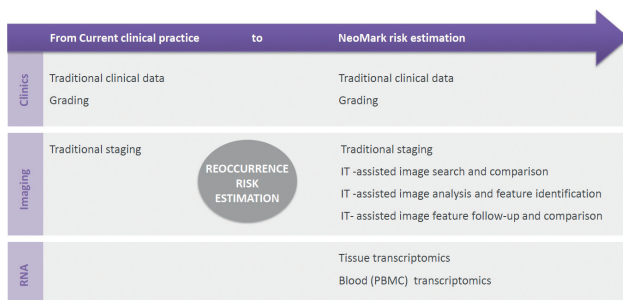 From Current clinical practice to NeoMark risk estimation
Clinics
Traditional clinical data
Grading
Traditional clinical data
Grading
Imaging
Traditional staging
REOCCURRENCE
RISK
ESTIMATION
Traditional staging
IT -assisted image search and comparison
IT -assisted image analysis and feature identification
IT- assisted image feature follow-up and comparison
RNA
Tissue transcriptomics
Blood (PBMC) transcriptomics